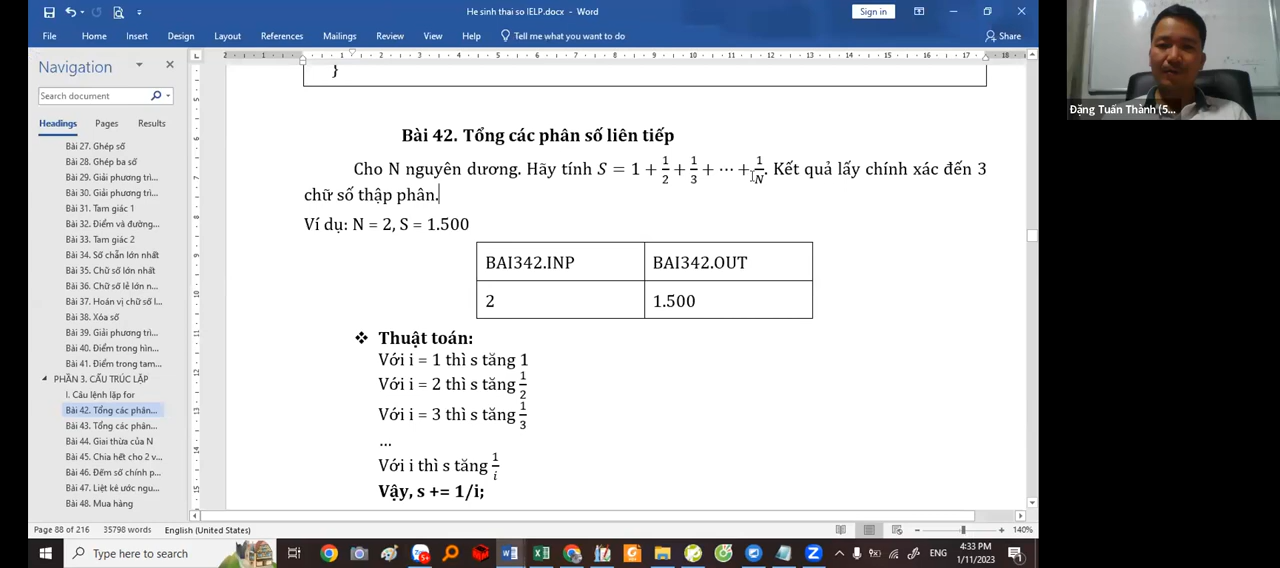 He sinh thai so IELP.docx - Word
Sign in
File Home Insert Design Layout References Mailings Review View Help Tell me what you want to do Share
Navigation
Search document
Headings Pages Results
Bài 27. Ghép số
Bài 28. Ghép ba số
Bài 29. Giải phương trì...
Bài 30. Giải phương trì...
Bài 31. Tam giác 1
Bài 32. Điểm và đường...
Bài 33. Tam giác 2
Bài 34. Số chẵn lớn nhất
Bài 35. Chữ số lớn nhất
Bài 36. Chữ số lẻ lớn n...
Bài 37. Hoán vị chữ số l...
Bài 38. Xóa số
Bài 39. Giải phương trì...
Bài 40. Điểm trong hìn...
Bài 41. Điểm trong tam...
PHẦN 3. CẤU TRÚC LẶP
I. Câu lệnh lặp for
Bài 42. Tổng các phân...
Bài 43. Tổng các phân...
Bài 44. Giai thừa của N
Bài 45. Chia hết cho 2 v...
Bài 46. Đếm số chính p...
Bài 47. Liệt kê ước ngu...
Bài 48. Mua hàng
}
Bài 42. Tổng các phân số liên tiếp
Cho N nguyên dương. Hãy tính S = 1 + 1/2 + 1/3 + ⋯ + 1/N. Kết quả lấy chính xác đến 3
chữ số thập phân.
Ví dụ: N = 2, S = 1.500
BAI342.INP BAI342.OUT
2 1.500
❖ Thuật toán:
Với i = 1 thì s tăng 1
Với i = 2 thì s tăng 1/2
Với i = 3 thì s tăng 1/3
...
Với i thì s tăng 1/i
Vậy, s += 1/i;
Đặng Tuấn Thành (5...
Page 88 of 216 35798 words English (United States) 140%
Type here to search
ENG
4:33 PM
1/11/2023